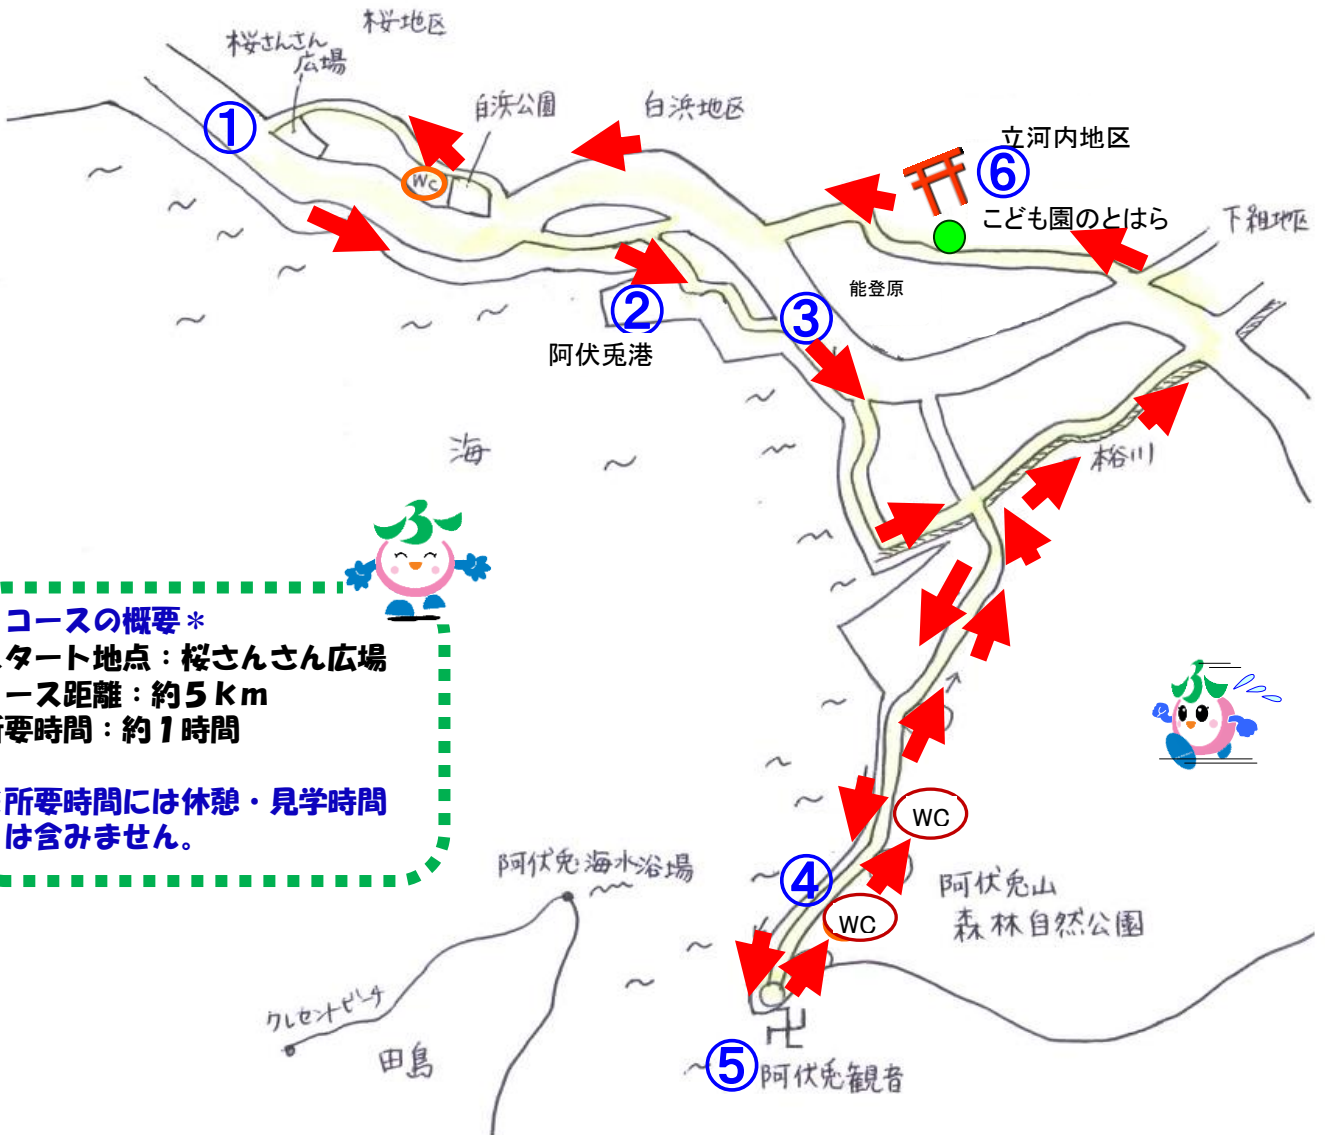 桜地区
桜さんさん
広場
①
白浜公園
白浜地区
WC
立河内地区
⑥
こども園のとはら
下組地区
能登原
②
③
阿伏兎港
海
本谷川
コースの概要*
スタート地点：桜さんさん広場
コース距離：約5km
所要時間：約1時間
所要時間には休憩・見学時間
は含みません。
WC
④
WC
阿伏兎山
森林自然公園
阿伏兎海水浴場
クレセントビーチ
田島
卍
⑤
阿伏兎観音